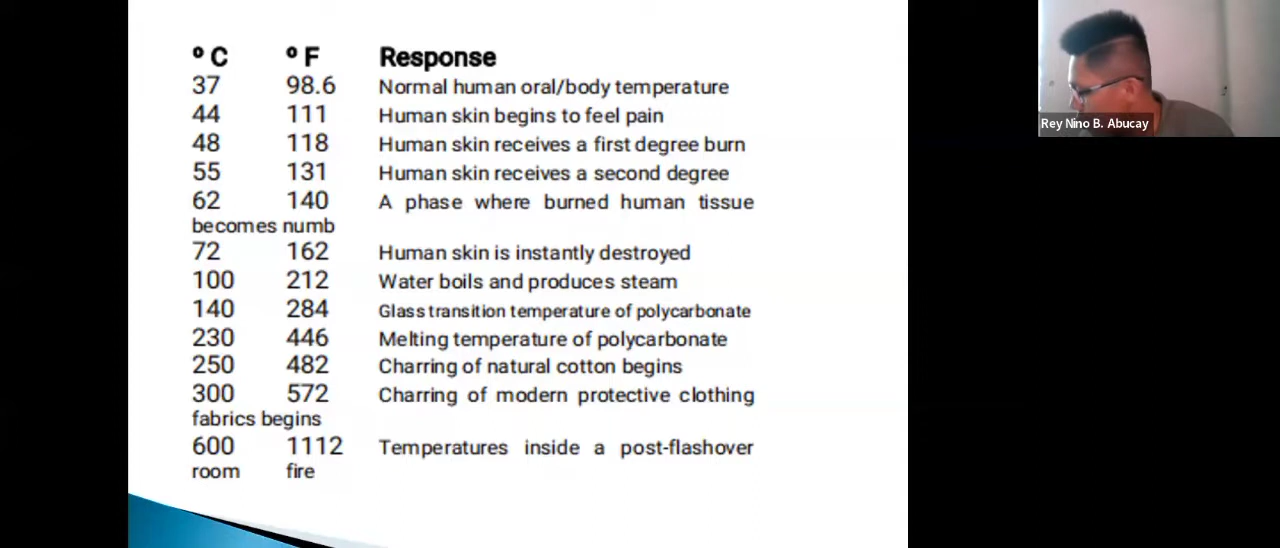 º C º F Response
37 98.6 Normal human oral/body temperature
44 111 Human skin begins to feel pain
48 118 Human skin receives a first degree burn
55 131 Human skin receives a second degree
62 140 A phase where burned human tissue
becomes numb
72 162 Human skin is instantly destroyed
100 212 Water boils and produces steam
140 284 Glass transition temperature of polycarbonate
230 446 Melting temperature of polycarbonate
250 482 Charring of natural cotton begins
300 572 Charring of modern protective clothing
fabrics begins
600 1112 Temperatures inside a post-flashover
room fire
Rey Nino B. Abucay